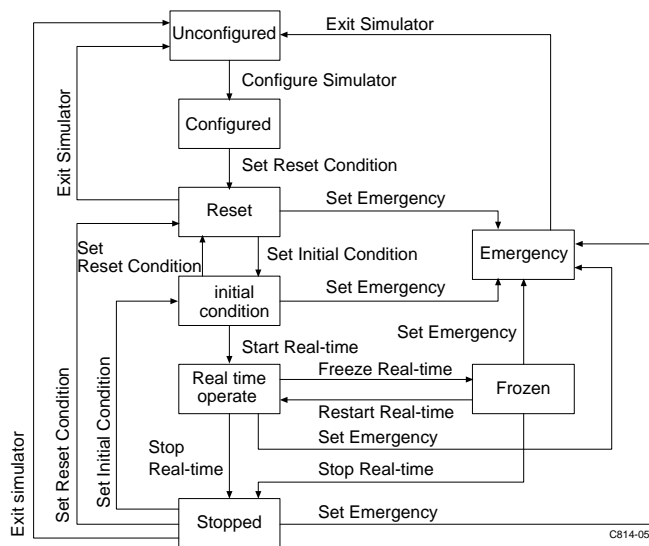 Unconfigured
Exit Simulator
Configure Simulator
Exit Simulator
Configured
Set Reset Condition
Reset
Set Emergency
Set
Reset Condition
Set Initial Condition
Emergency
initial
condition
Set Emergency
Set Emergency
Start Real-time
Real time
operate
Freeze Real-time
Frozen
Restart Real-time
Set Emergency
Stop
Real-time
Stop Real-time
Exit simulator
Set Reset Condition
Set Initial Condition
Stopped
Set Emergency
C814-05